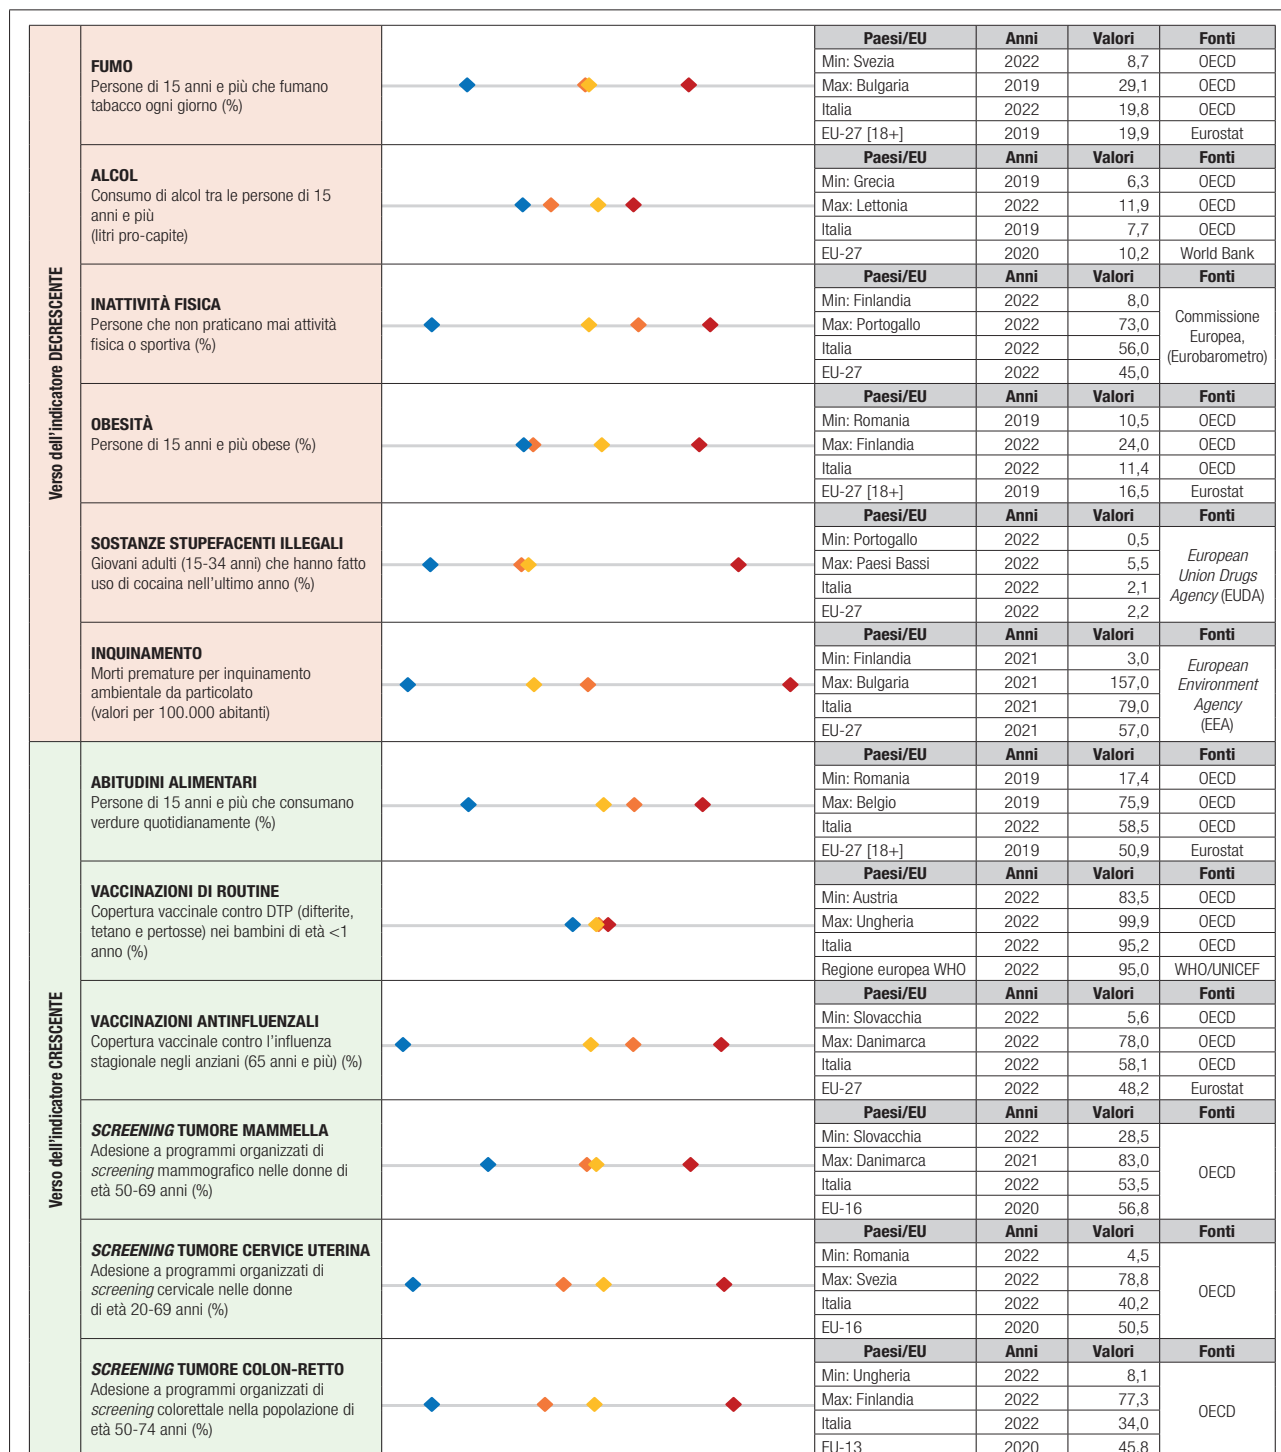 Verso dell'indicatore DECRESCENTE
FUMO
Persone di 15 anni e più che fumano
tabacco ogni giorno (%)
Paesi/EU Anni Valori Fonti
Min: Svezia 2022 8,7 OECD
Max: Bulgaria 2019 29,1 OECD
Italia 2022 19,8 OECD
EU-27 [18+] 2019 19,9 Eurostat
ALCOL
Consumo di alcol tra le persone di 15
anni e più
(litri pro-capite)
Paesi/EU Anni Valori Fonti
Min: Grecia 2019 6,3 OECD
Max: Lettonia 2022 11,9 OECD
Italia 2019 7,7 OECD
EU-27 2020 10,2 World Bank
INATTIVITÀ FISICA
Persone che non praticano mai attività
fisica o sportiva (%)
Paesi/EU Anni Valori Fonti
Min: Finlandia 2022 8,0
Max: Portogallo 2022 73,0
Italia 2022 56,0
EU-27 2022 45,0
Commissione
Europea,
(Eurobarometro)
OBESITÀ
Persone di 15 anni e più obese (%)
Paesi/EU Anni Valori Fonti
Min: Romania 2019 10,5 OECD
Max: Finlandia 2022 24,0 OECD
Italia 2022 11,4 OECD
EU-27 [18+] 2019 16,5 Eurostat
SOSTANZE STUPEFACENTI ILLEGALI
Giovani adulti (15-34 anni) che hanno fatto
uso di cocaina nell'ultimo anno (%)
Paesi/EU Anni Valori Fonti
Min: Portogallo 2022 0,5
Max: Paesi Bassi 2022 5,5
Italia 2022 2,1
EU-27 2022 2,2
European
Union Drugs
Agency (EUDA)
INQUINAMENTO
Morti premature per inquinamento
ambientale da particolato
(valori per 100.000 abitanti)
Paesi/EU Anni Valori Fonti
Min: Finlandia 2021 3,0
Max: Bulgaria 2021 157,0
Italia 2021 79,0
EU-27 2021 57,0
European
Environment
Agency
(EEA)
Verso dell'indicatore CRESCENTE
ABITUDINI ALIMENTARI
Persone di 15 anni e più che consumano
verdure quotidianamente (%)
Paesi/EU Anni Valori Fonti
Min: Romania 2019 17,4 OECD
Max: Belgio 2019 75,9 OECD
Italia 2022 58,5 OECD
EU-27 [18+] 2019 50,9 Eurostat
VACCINAZIONI DI ROUTINE
Copertura vaccinale contro DTP (difterite,
tetano e pertosse) nei bambini di età <1
anno (%)
Paesi/EU Anni Valori Fonti
Min: Austria 2022 83,5 OECD
Max: Ungheria 2022 99,9 OECD
Italia 2022 95,2 OECD
Regione europea WHO 2022 95,0 WHO/UNICEF
VACCINAZIONI ANTINFLUENZALI
Copertura vaccinale contro l'influenza
stagionale negli anziani (65 anni e più) (%)
Paesi/EU Anni Valori Fonti
Min: Slovacchia 2022 5,6 OECD
Max: Danimarca 2022 78,0 OECD
Italia 2022 58,1 OECD
EU-27 2022 48,2 Eurostat
SCREENING TUMORE MAMMELLA
Adesione a programmi organizzati di
screening mammografico nelle donne di
età 50-69 anni (%)
Paesi/EU Anni Valori Fonti
Min: Slovacchia 2022 28,5
Max: Danimarca 2021 83,0
Italia 2022 53,5
EU-16 2020 56,8
OECD
SCREENING TUMORE CERVICE UTERINA
Adesione a programmi organizzati di
screening cervicale nelle donne
di età 20-69 anni (%)
Paesi/EU Anni Valori Fonti
Min: Romania 2022 4,5
Max: Svezia 2022 78,8
Italia 2022 40,2
EU-16 2020 50,5
OECD
SCREENING TUMORE COLON-RETTO
Adesione a programmi organizzati di
screening colorettale nella popolazione di
età 50-74 anni (%)
Paesi/EU Anni Valori Fonti
Min: Ungheria 2022 8,1
Max: Finlandia 2022 77,3
Italia 2022 34,0
EU-13 2020 45,8
OECD